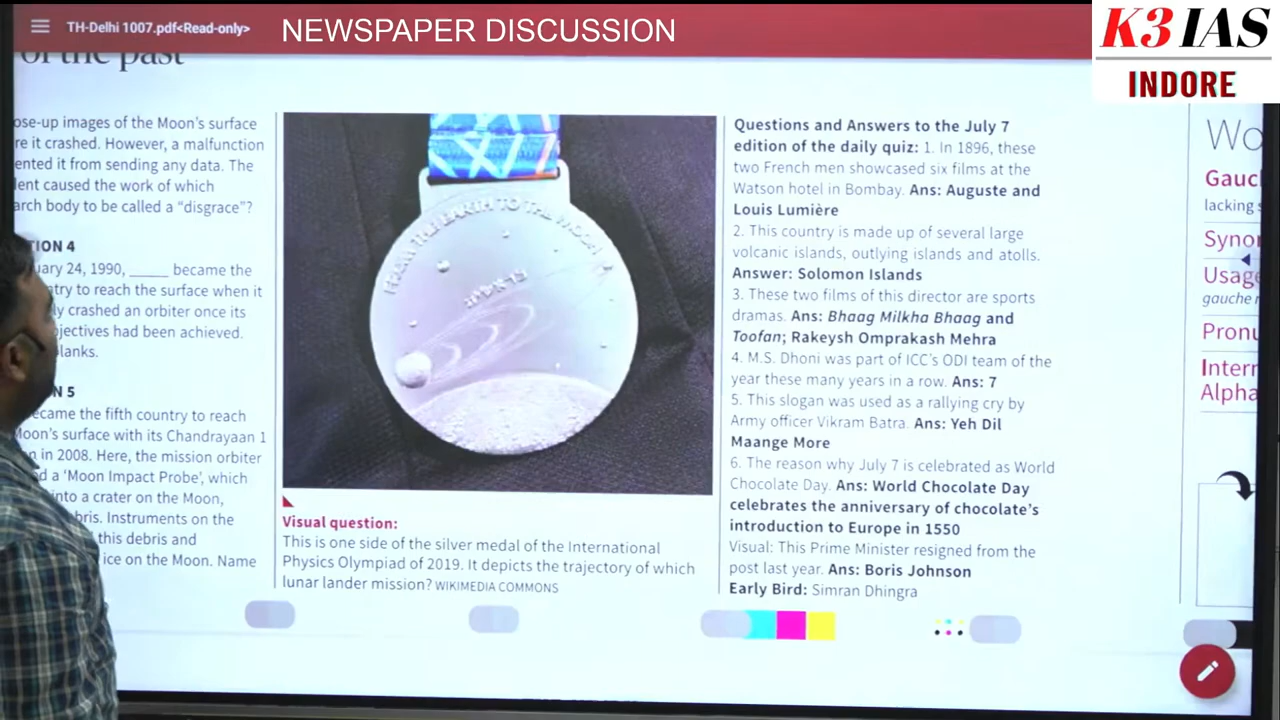 TH-Delhi 1007.pdf<Read-only>
NEWSPAPER DISCUSSION
K3 IAS
INDORE
of the past
ose-up images of the Moon's surface
re it crashed. However, a malfunction
ented it from sending any data. The
dent caused the work of which
arch body to be called a “disgrace”?
TION 4
uary 24, 1990, _____ became the
ntry to reach the surface when it
ly crashed an orbiter once its
bjectives had been achieved.
lanks.
N 5
ecame the fifth country to reach
Moon's surface with its Chandrayaan 1
n in 2008. Here, the mission orbiter
d a ‘Moon Impact Probe’, which
into a crater on the Moon,
bris. Instruments on the
this debris and
ice on the Moon. Name
FROM THE EARTH TO THE MOON
בראשית
Visual question:
This is one side of the silver medal of the International
Physics Olympiad of 2019. It depicts the trajectory of which
lunar lander mission? WIKIMEDIA COMMONS
Questions and Answers to the July 7
edition of the daily quiz: 1. In 1896, these
two French men showcased six films at the
Watson hotel in Bombay. Ans: Auguste and
Louis Lumière
2. This country is made up of several large
volcanic islands, outlying islands and atolls.
Answer: Solomon Islands
3. These two films of this director are sports
dramas. Ans: Bhaag Milkha Bhaag and
Toofan; Rakeysh Omprakash Mehra
4. M.S. Dhoni was part of ICC's ODI team of the
year these many years in a row. Ans: 7
5. This slogan was used as a rallying cry by
Army officer Vikram Batra. Ans: Yeh Dil
Maange More
6. The reason why July 7 is celebrated as World
Chocolate Day. Ans: World Chocolate Day
celebrates the anniversary of chocolate's
introduction to Europe in 1550
Visual: This Prime Minister resigned from the
post last year. Ans: Boris Johnson
Early Bird: Simran Dhingra
Wo
Gauc
lacking s
Syno
Usag
gauche r
Pronu
Intern
Alpha